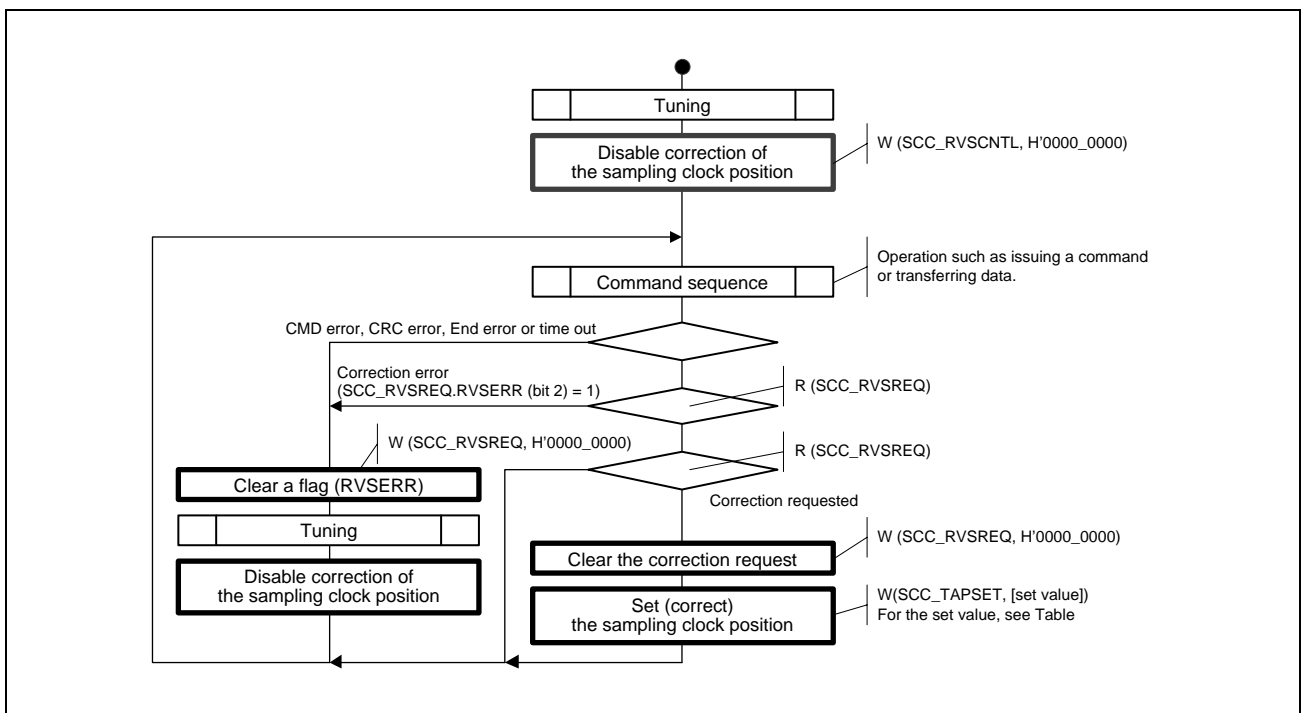 Tuning
Disable correction of
the sampling clock position
W (SCC_RVSCNTL, H'0000_0000)
Command sequence
Operation such as issuing a command
or transferring data.
CMD error, CRC error, End error or time out
Correction error
(SCC_RVSREQ.RVSERR (bit 2) = 1)
R (SCC_RVSREQ)
W (SCC_RVSREQ, H'0000_0000)
R (SCC_RVSREQ)
Clear a flag (RVSERR)
Correction requested
Tuning
Clear the correction request
W (SCC_RVSREQ, H'0000_0000)
Disable correction of
the sampling clock position
Set (correct)
the sampling clock position
W(SCC_TAPSET, [set value])
For the set value, see Table